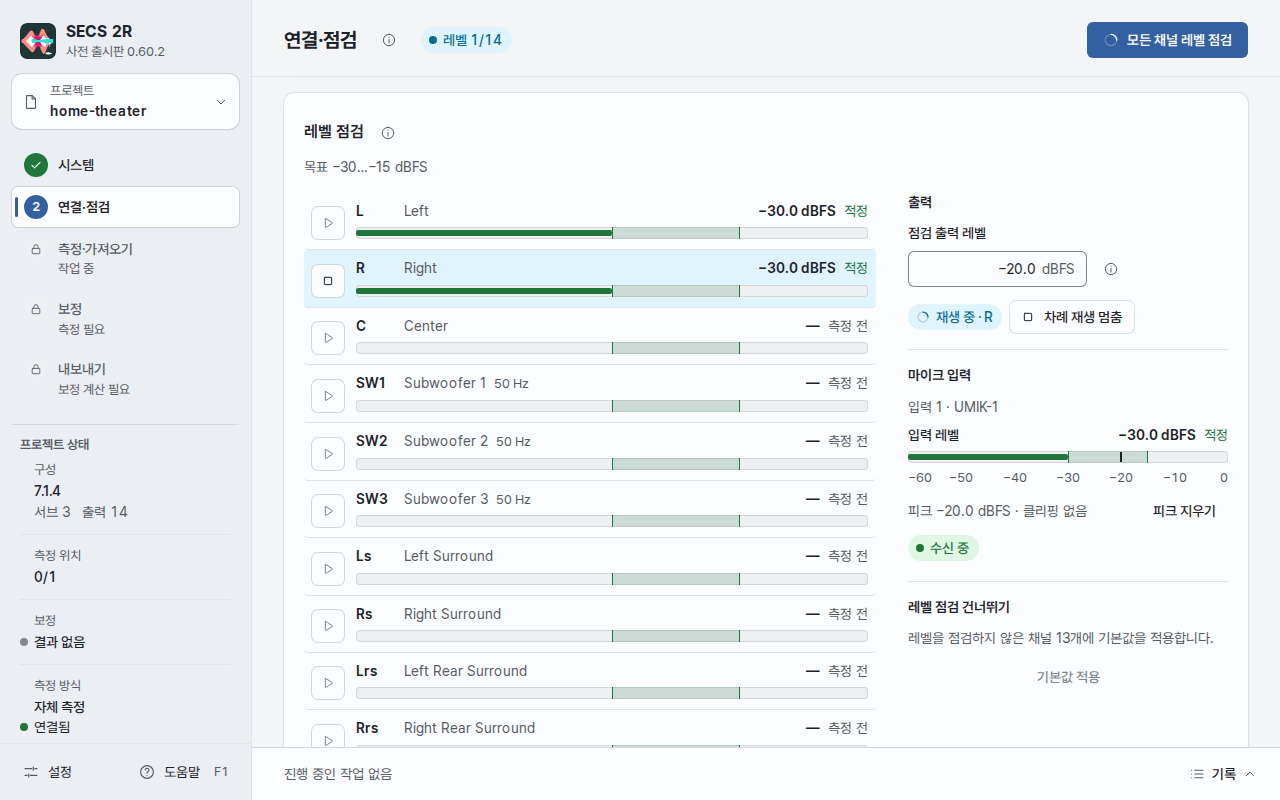 SECS 2R
사전 출시판 0.60.2
프로젝트
home-theater
시스템
2 연결·점검
측정·가져오기
작업 중
보정
측정 필요
내보내기
보정 계산 필요
프로젝트 상태
구성
7.1.4
서브 3 출력 14
측정 위치
0/1
보정
결과 없음
측정 방식
자체 측정
연결됨
설정
도움말 F1
연결·점검
레벨 1/14
모든 채널 레벨 점검
레벨 점검
목표 −30…−15 dBFS
L Left −30.0 dBFS 적정
R Right −30.0 dBFS 적정
C Center — 측정 전
SW1 Subwoofer 1 50 Hz — 측정 전
SW2 Subwoofer 2 50 Hz — 측정 전
SW3 Subwoofer 3 50 Hz — 측정 전
Ls Left Surround — 측정 전
Rs Right Surround — 측정 전
Lrs Left Rear Surround — 측정 전
Rrs Right Rear Surround — 측정 전
출력
점검 출력 레벨
−20.0 dBFS
재생 중 · R
차례 재생 멈춤
마이크 입력
입력 1 · UMIK-1
입력 레벨 −30.0 dBFS 적정
−60 −50 −40 −30 −20 −10 0
피크 −20.0 dBFS · 클리핑 없음
피크 지우기
수신 중
레벨 점검 건너뛰기
레벨을 점검하지 않은 채널 13개에 기본값을 적용합니다.
기본값 적용
진행 중인 작업 없음
기록